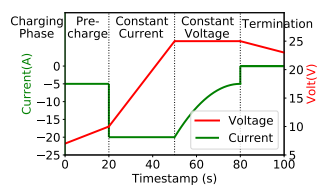 Charging Pre- Constant Constant Termination
Phase charge Current Voltage
Current(A)
0
−5
−10
−15
−20
−25
25
20
15
10
5
Volt(V)
Voltage
Current
0 20 40 60 80 100
Timestamp (s)